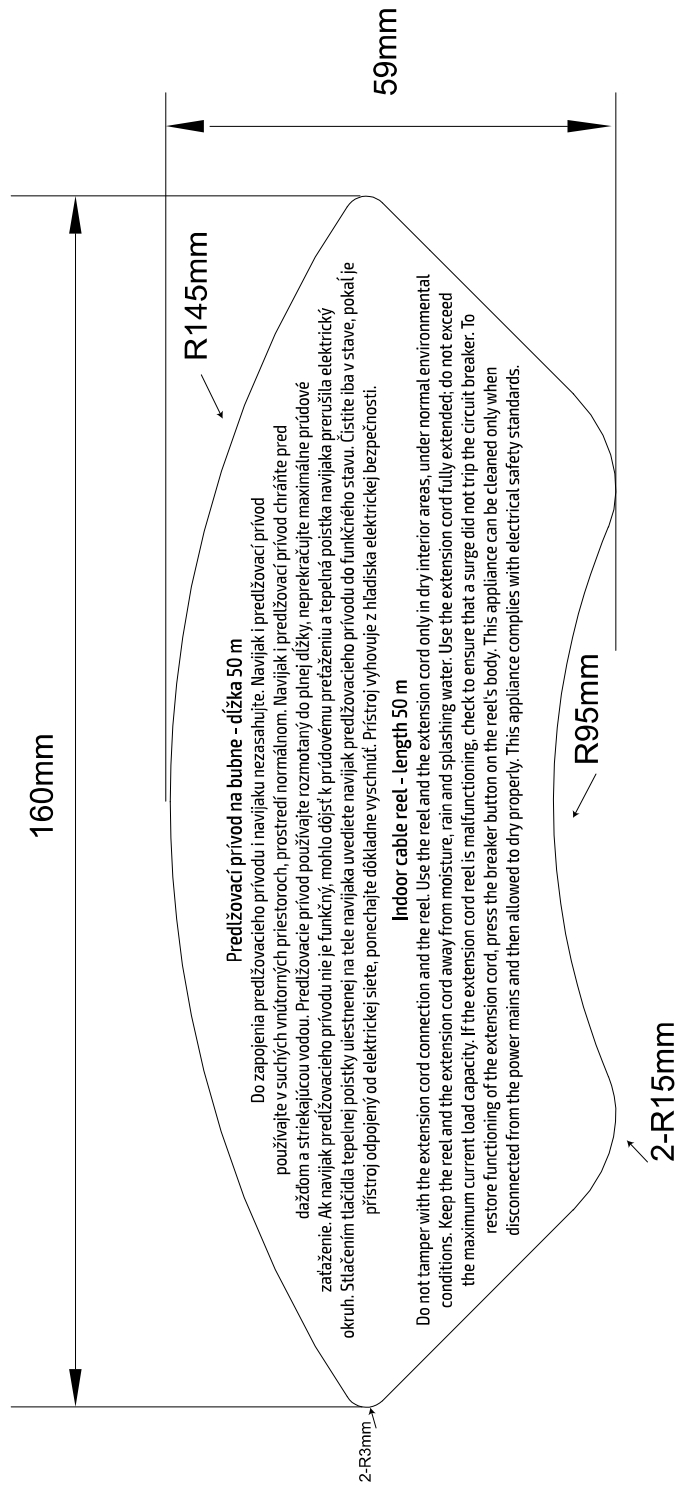 160mm
59mm
R145mm
Predlžovací prívod na bubne - dĺžka 50 m
Do zapojenia predlžovacieho prívodu i navijaku nezasahujte. Navijak i predlžovací prívod
používajte v suchých vnútorných priestoroch, prostredí normálnom. Navijak i predlžovací prívod chráňte pred
dažďom a striekajúcou vodou. Predlžovacie prívod používajte rozmotaný do plnej dĺžky, neprekračujte maximálne prúdové
zaťaženie. Ak navijak predlžovacieho prívodu nie je funkčný, mohlo dôjsť k prúdovému preťaženiu a tepelná poistka navijaka prerušila elektrický
okruh. Stlačením tlačidla tepelnej poistky uiestnenej na tele navijaka uvediete navijak predlžovacieho prívodu do funkčného stavu. Čistite iba v stave, pokaľ je
přístroj odpojený od elektrickej siete, ponechajte dôkladne vyschnúť. Prístroj vyhovuje z hľadiska elektrickej bezpečnosti.
Indoor cable reel - length 50 m
Do not tamper with the extension cord connection and the reel. Use the reel and the extension cord only in dry interior areas, under normal environmental
conditions. Keep the reel and the extension cord away from moisture, rain and splashing water. Use the extension cord fully extended; do not exceed
the maximum current load capacity. If the extension cord reel is malfunctioning, check to ensure that a surge did not trip the circuit breaker. To
restore functioning of the extension cord, press the breaker button on the reel's body. This appliance can be cleaned only when
disconnected from the power mains and then allowed to dry properly. This appliance complies with electrical safety standards.
2-R3mm
R95mm
2-R15mm